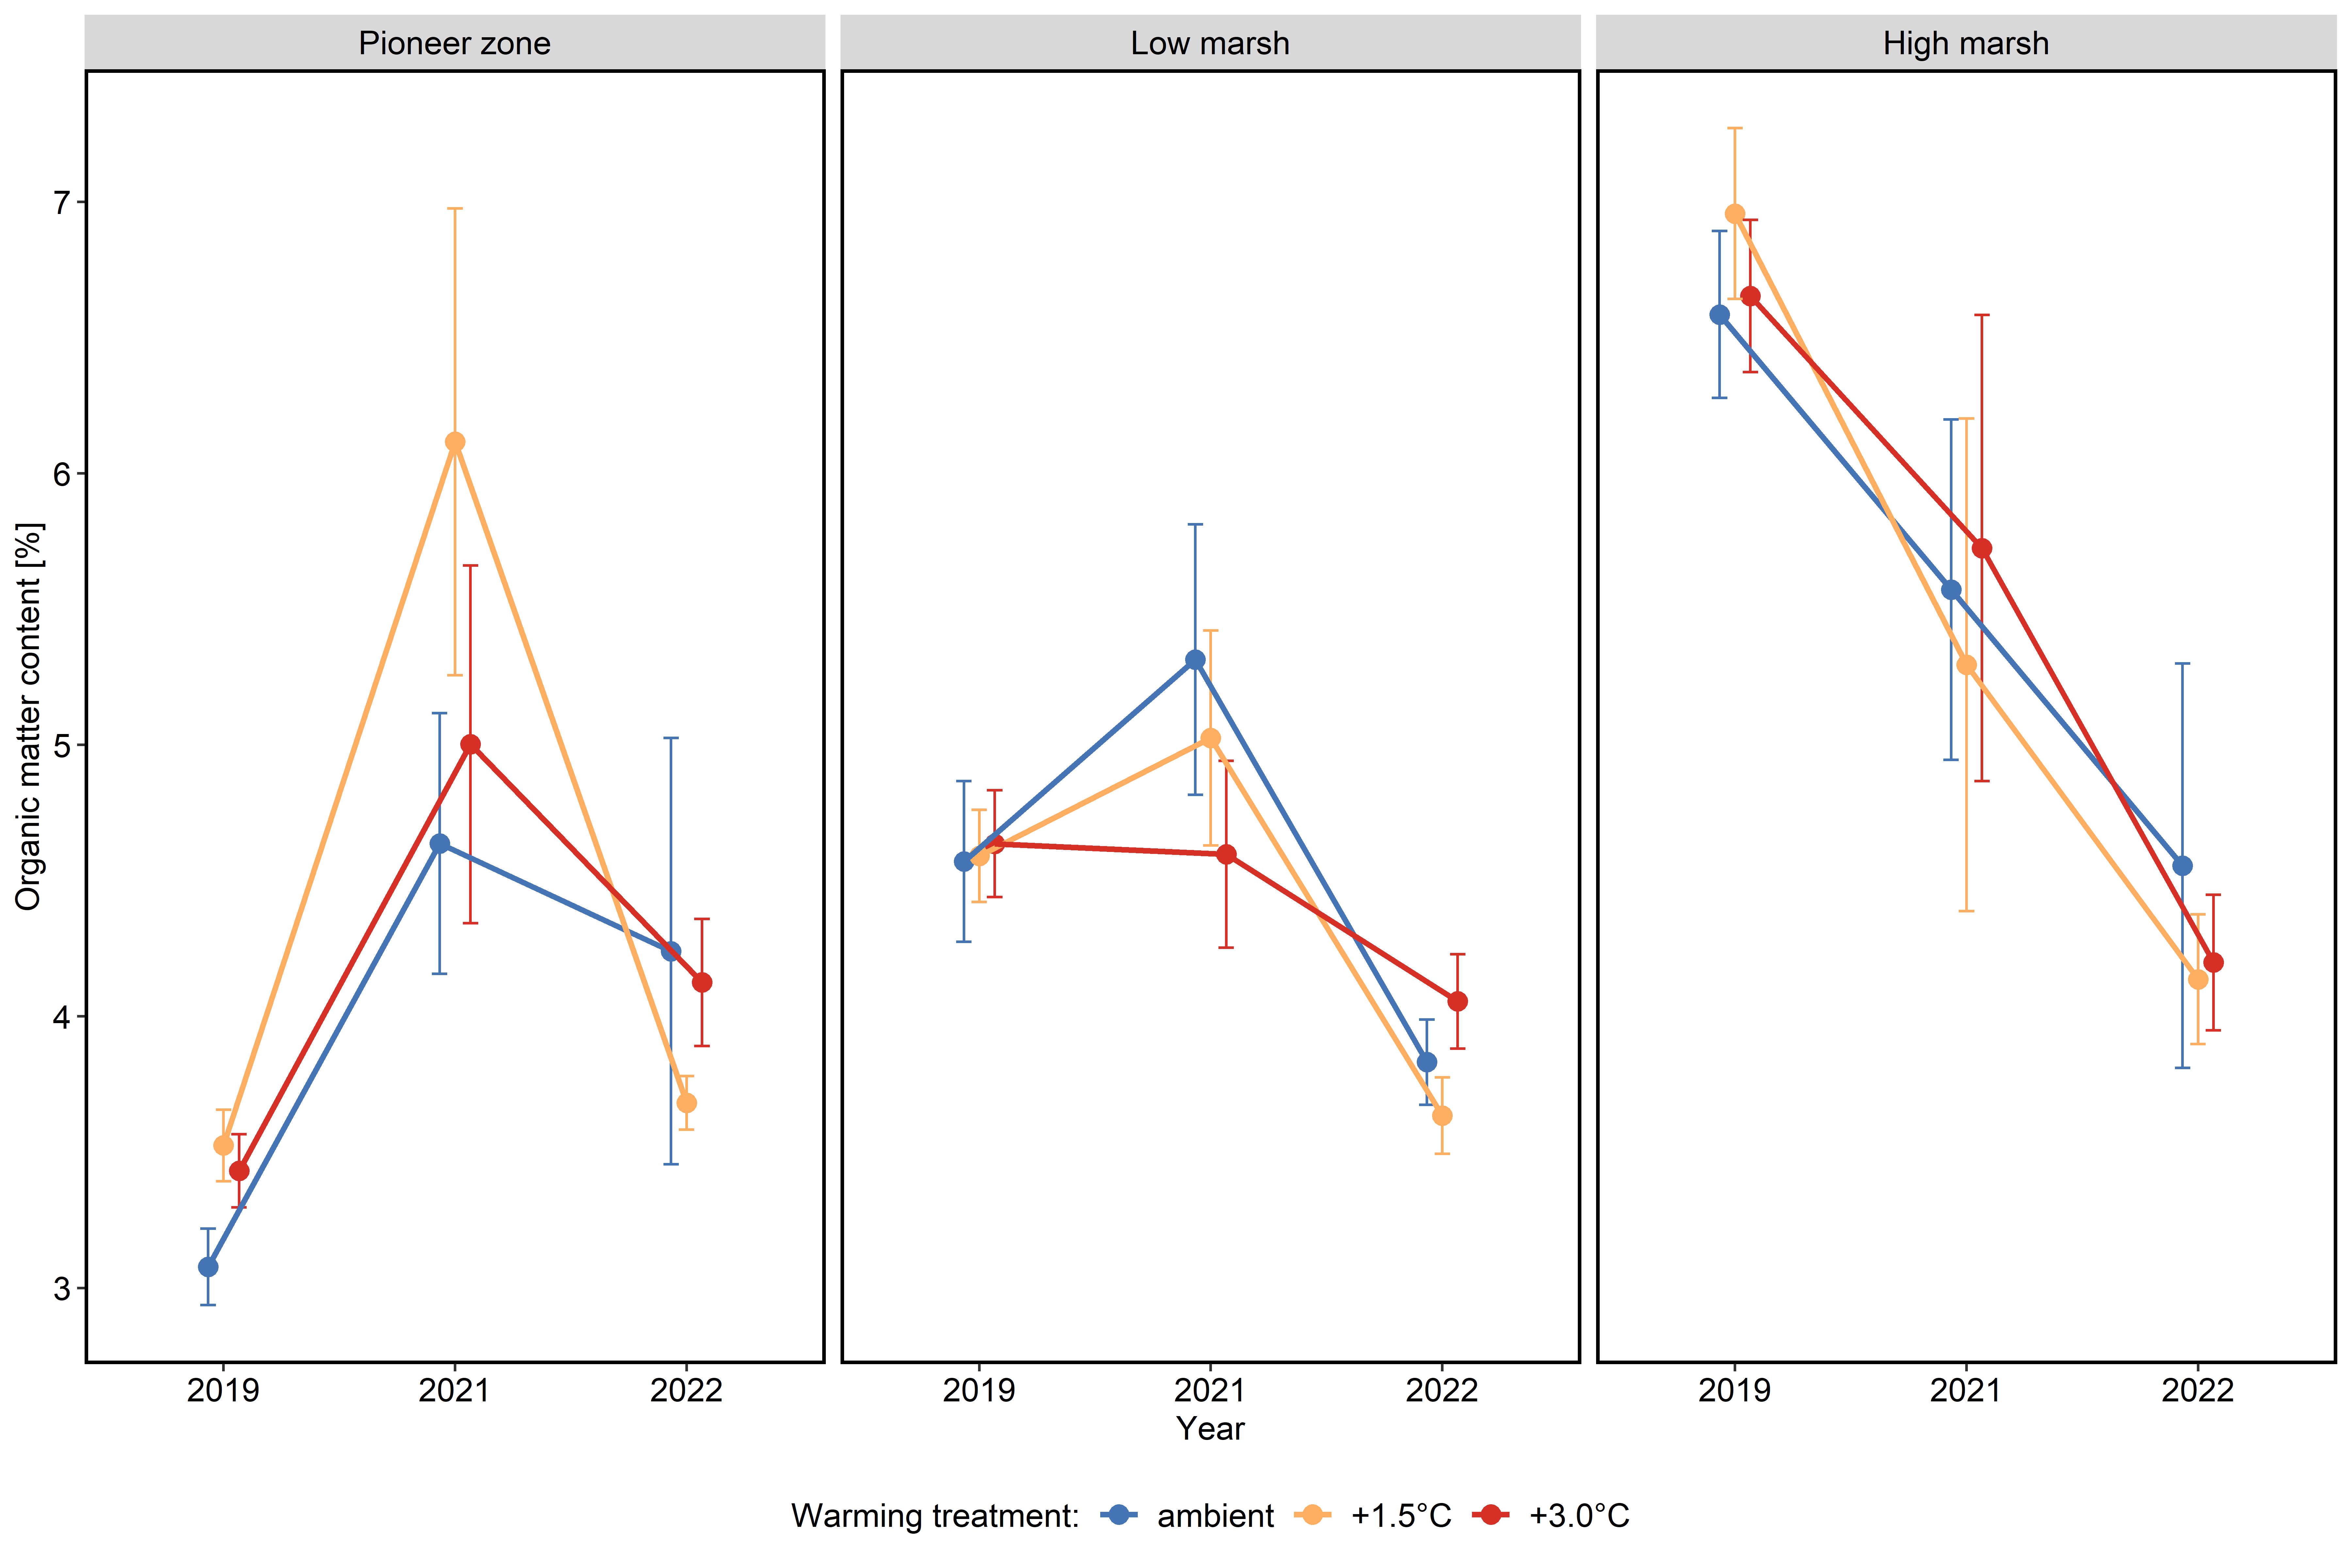 Pioneer zone
Low marsh
High marsh
Organic matter content [%]
7
6
5
4
3
2019 2021 2022
2019 2021 2022
2019 2021 2022
Year
Warming treatment: ambient +1.5°C +3.0°C